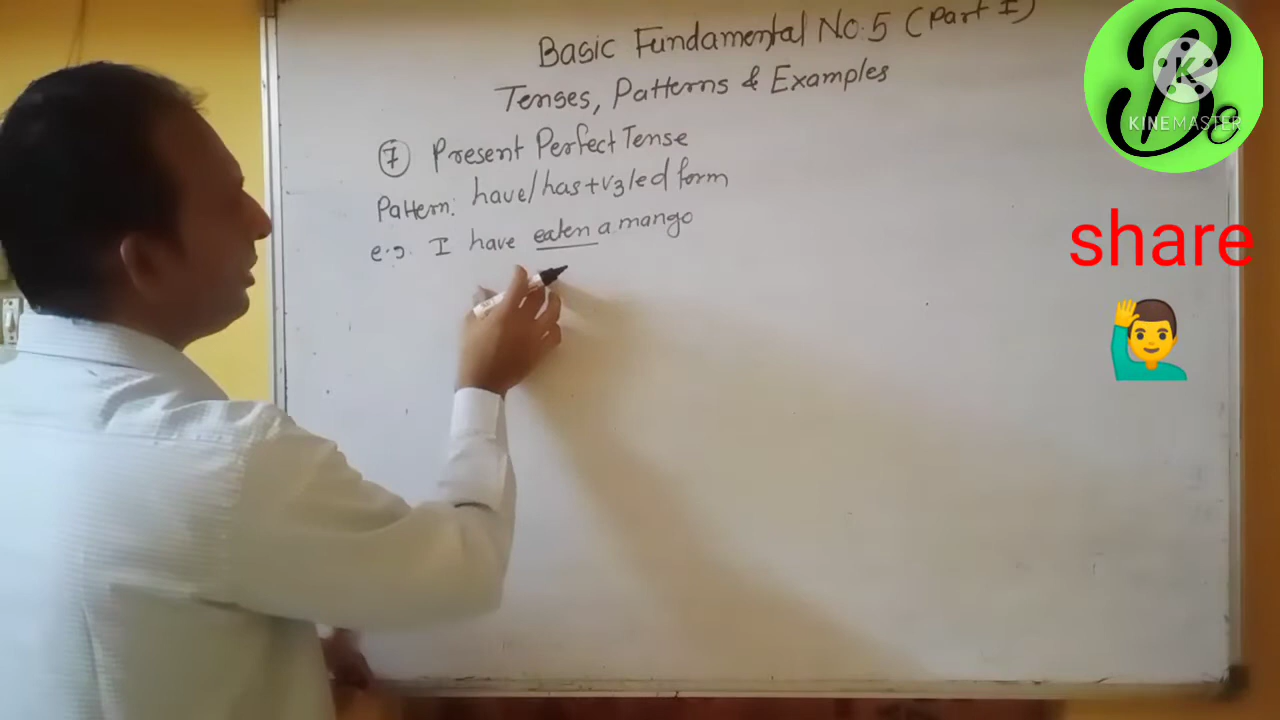 Basic Fundamental No.5 (Part I)
Tenses, Patterns & Examples
7 Present Perfect Tense
Pattern: have/has+v3/ed form
e.g. I have eaten a mango
B8
KINEMASTER
K
share